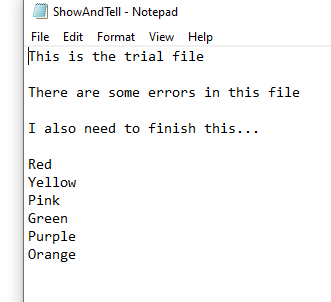 ShowAndTell - Notepad
File Edit Format View Help
This is the trial file
There are some errors in this file
I also need to finish this...
Red
Yellow
Pink
Green
Purple
Orange